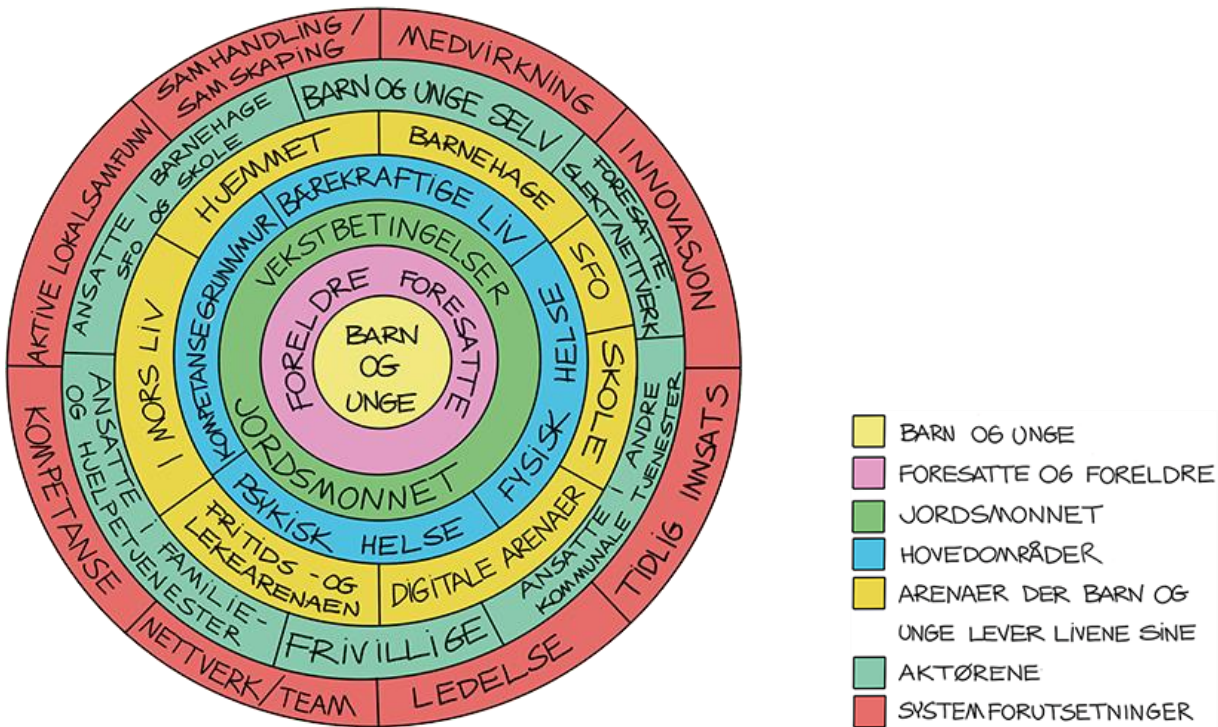 SAMHANDLING /
SAMSKAPING
MEDVIRKNING
INNOVASJON
TIDLIG INNSATS
LEDELSE
NETTVERK/TEAM
KOMPETANSE
AKTIVE LOKALSAMFUNN
BARN OG UNGE SELV
FORESATTE
SLEKT/NETTVERK
ANSATTE I ANDRE
KOMMUNALE TJENESTER
FRIVILLIGE
ANSATTE I FAMILIE-
OG HJELPETJENESTER
ANSATTE I BARNEHAGE
SFO OG SKOLE
HJEMMET
BARNEHAGE
SFO
SKOLE
DIGITALE ARENAER
FRITIDS - OG
LEKEARENAEN
I MORS LIV
BÆREKRAFTIGE LIV
FYSISK HELSE
PSYKISK HELSE
KOMPETANSEGRUNNMUR
VEKSTBETINGELSER
JORDSMONNET
FORELDRE FORESATTE
BARN
OG
UNGE
BARN OG UNGE
FORESATTE OG FORELDRE
JORDSMONNET
HOVEDOMRÅDER
ARENAER DER BARN OG
UNGE LEVER LIVENE SINE
AKTØRENE
SYSTEMFORUTSETNINGER